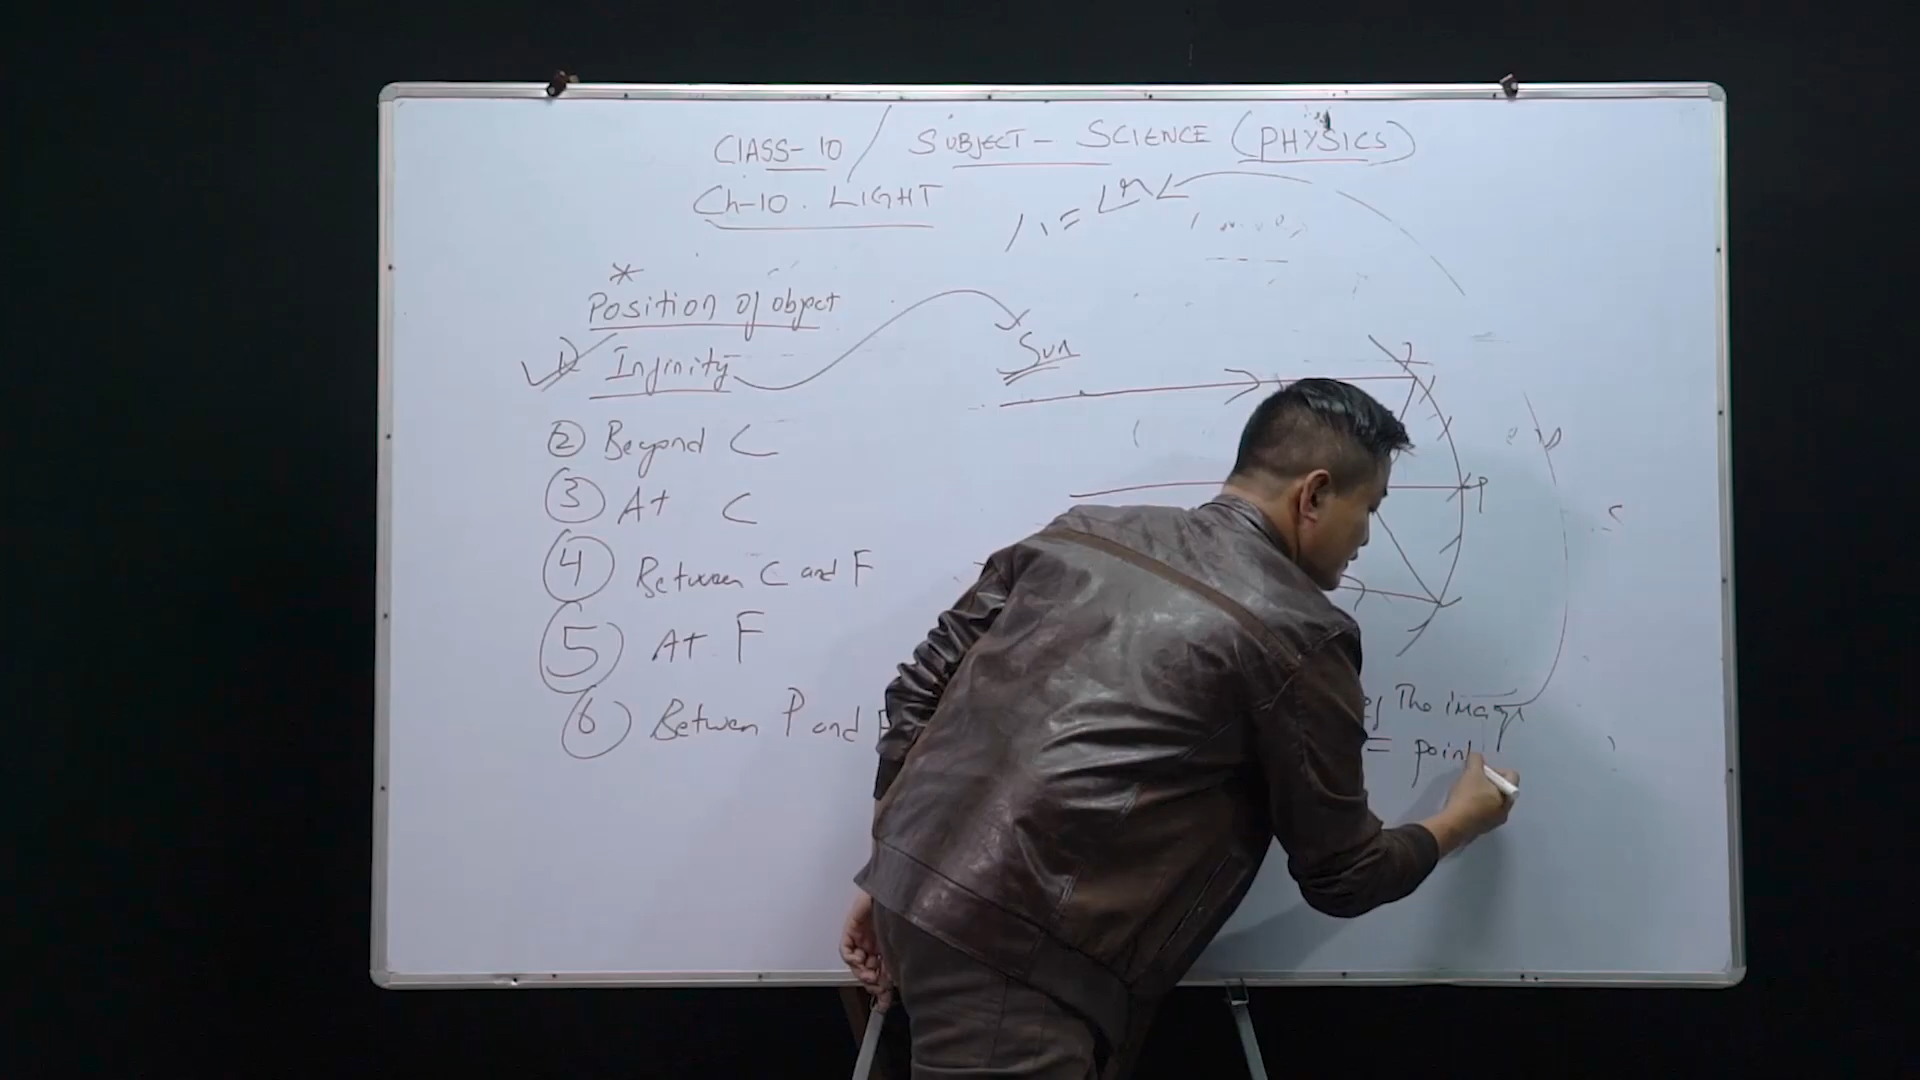 CLASS-10 / SUBJECT - SCIENCE (PHYSICS)
Ch-10. LIGHT
*
Position of object
1) Infinity
Sun
2 Beyond C
3 At C
P
4 Between C and F
5 At F
6 Between P and
The image
= point